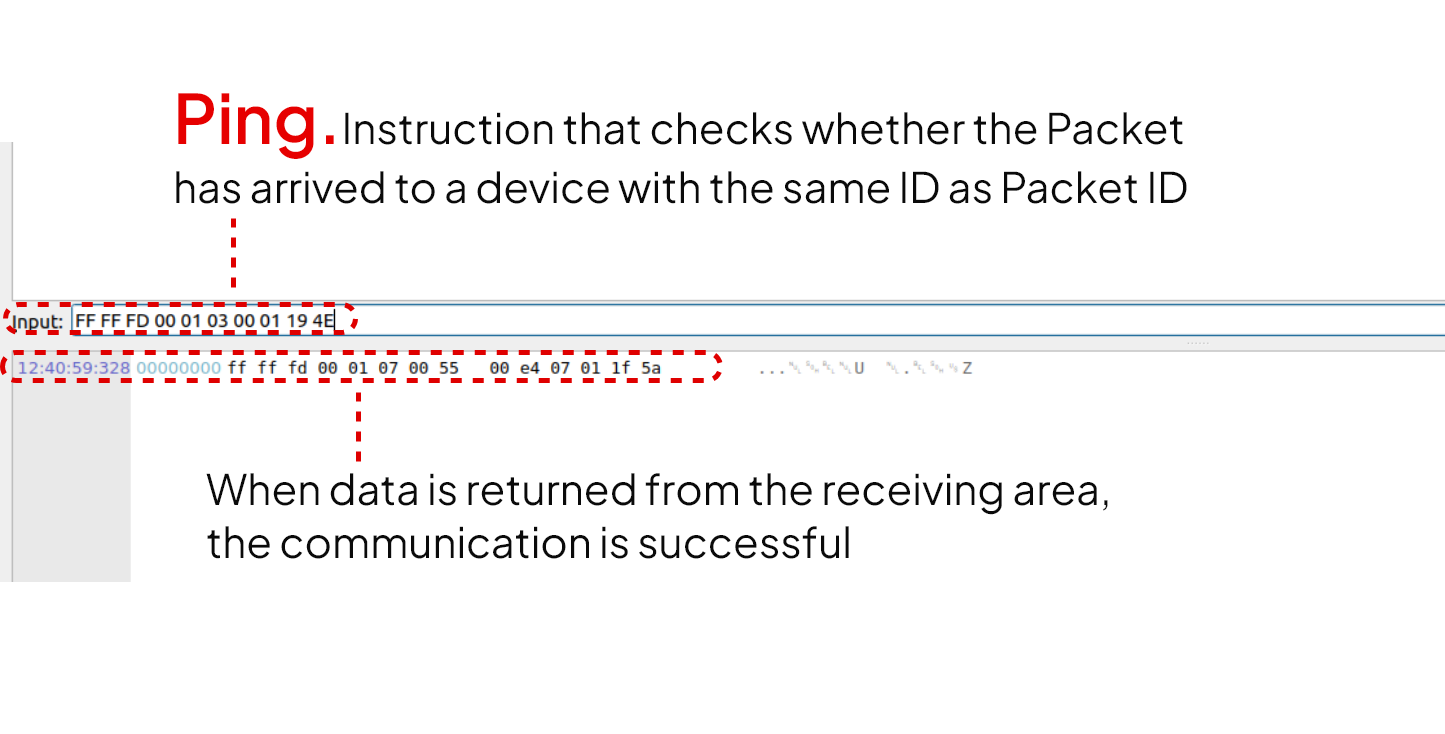 Ping. Instruction that checks whether the Packet
has arrived to a device with the same ID as Packet ID
Input: FF FF FD 00 01 03 00 01 19 4E
12:40:59:328 00000000 ff ff fd 00 01 07 00 55 00 e4 07 01 1f 5a
When data is returned from the receiving area,
the communication is successful